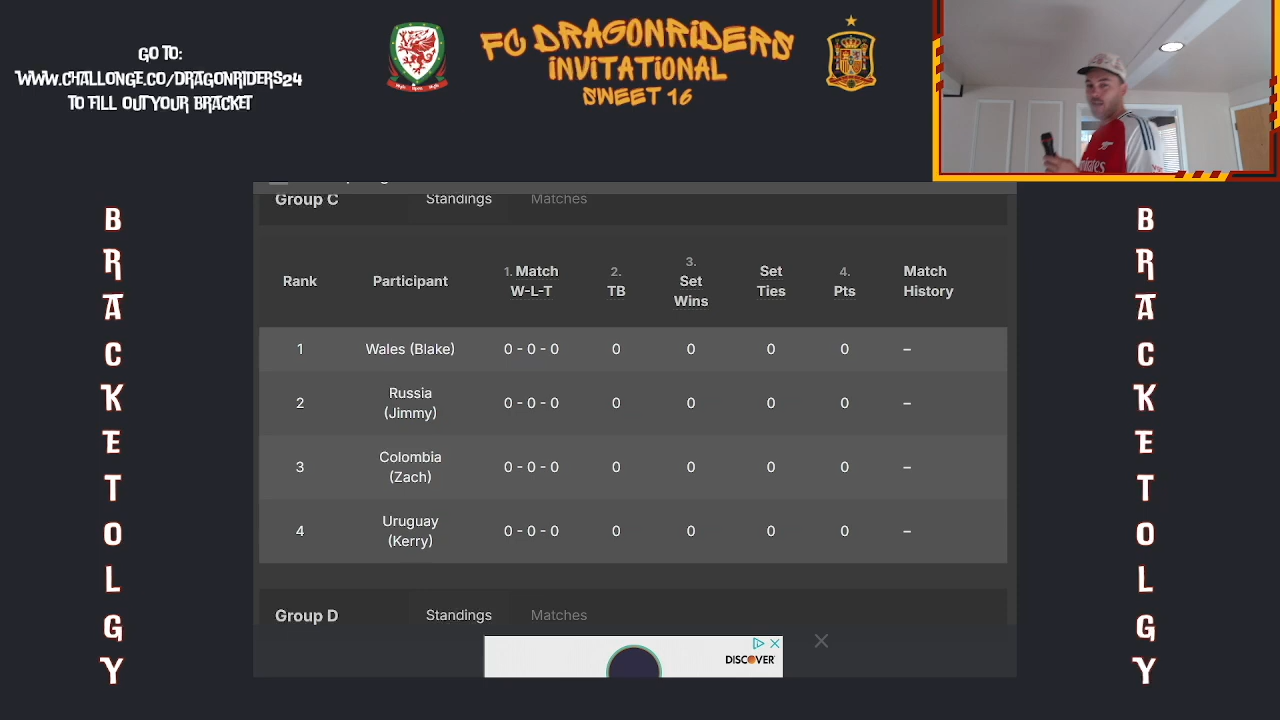 GO TO:
WWW.CHALLONGE.CO/DRAGONRIDERS24
TO FILL OUT YOUR BRACKET
FC DRAGONRIDERS
INVITATIONAL
SWEET 16
BRACKETOLGY
Group C Standings Matches
Rank Participant 1. Match W-L-T 2. TB 3. Set Wins Set Ties 4. Pts Match History
1 Wales (Blake) 0 - 0 - 0 0 0 0 0 –
2 Russia (Jimmy) 0 - 0 - 0 0 0 0 0 –
3 Colombia (Zach) 0 - 0 - 0 0 0 0 0 –
4 Uruguay (Kerry) 0 - 0 - 0 0 0 0 0 –
Group D Standings Matches
DISCOVER
BRACKETOLGY